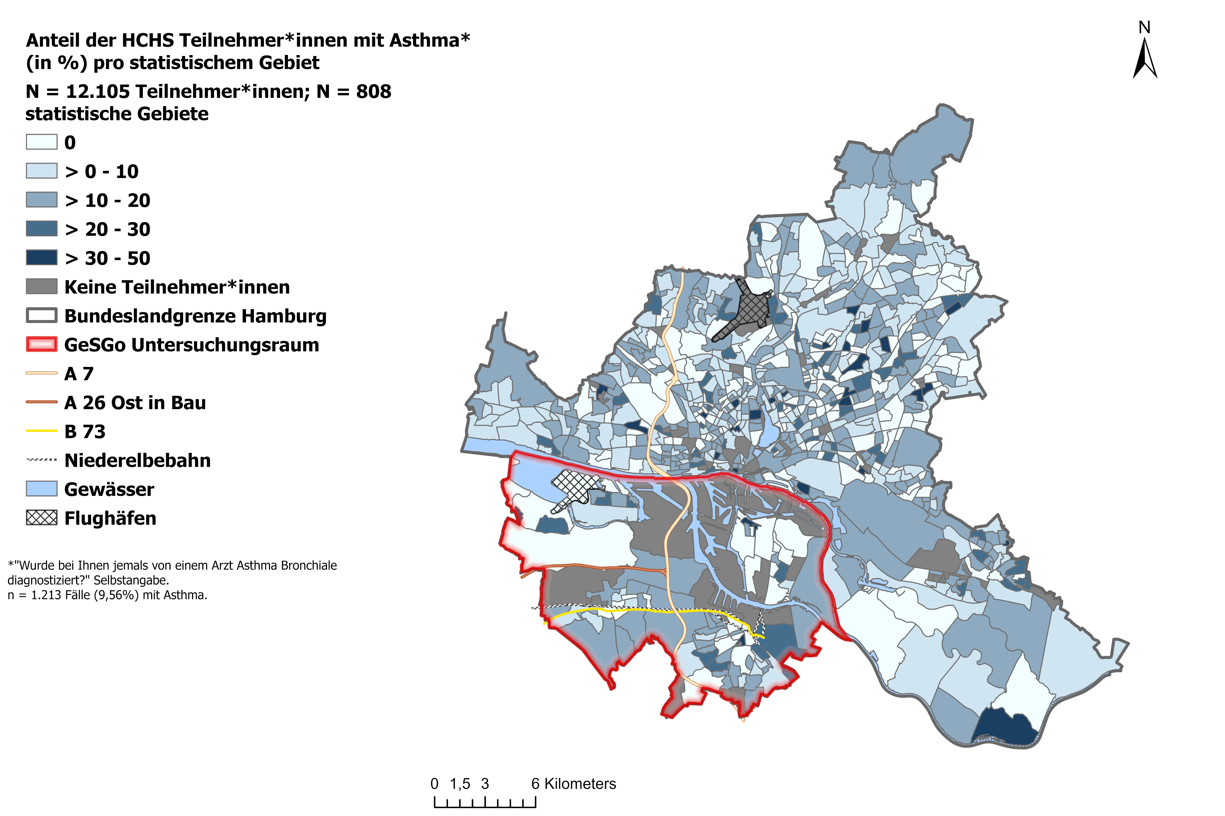 Anteil der HCHS Teilnehmer*innen mit Asthma*
(in %) pro statistischem Gebiet
N = 12.105 Teilnehmer*innen; N = 808
statistische Gebiete
0
> 0 - 10
> 10 - 20
> 20 - 30
> 30 - 50
Keine Teilnehmer*innen
Bundeslandgrenze Hamburg
GeSGo Untersuchungsraum
A 7
A 26 Ost in Bau
B 73
Niederelbebahn
Gewässer
Flughäfen
*"Wurde bei Ihnen jemals von einem Arzt Asthma Bronchiale
diagnostiziert?" Selbstangabe.
n = 1.213 Fälle (9,56%) mit Asthma.
N
0 1,5 3 6 Kilometers